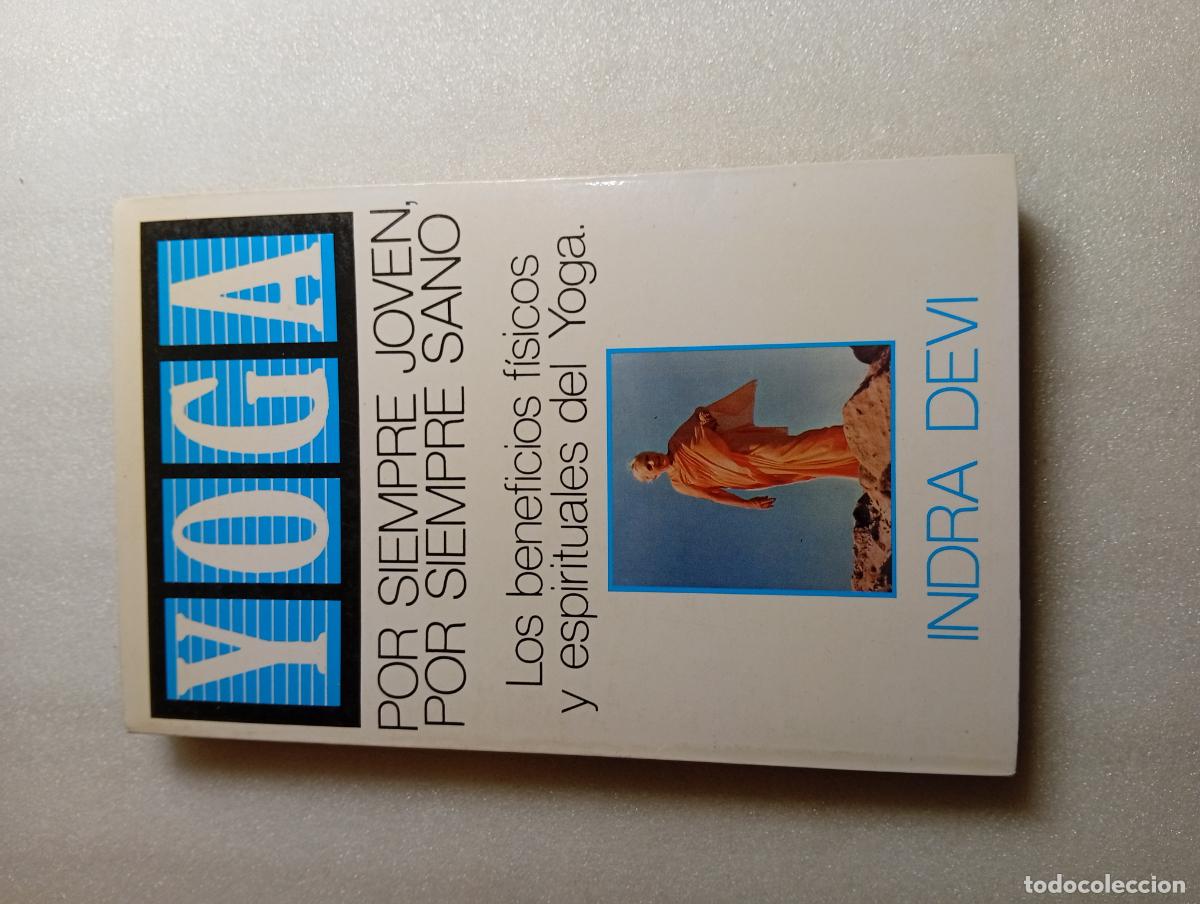 YOGA
POR SIEMPRE JOVEN,
POR SIEMPRE SANO
Los beneficios físicos
y espirituales del Yoga.
INDRA DEVI
todocoleccion